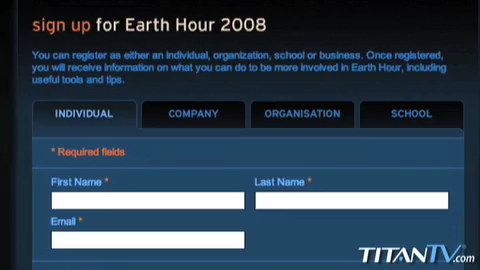 sign up for Earth Hour 2008
You can register as either an individual, organization, school or business. Once registered,
you will receive information on what you can do to be more involved in Earth Hour, including
useful tools and tips.
INDIVIDUAL COMPANY ORGANISATION SCHOOL
* Required fields
First Name * Last Name *
Email *
TITANTV.com